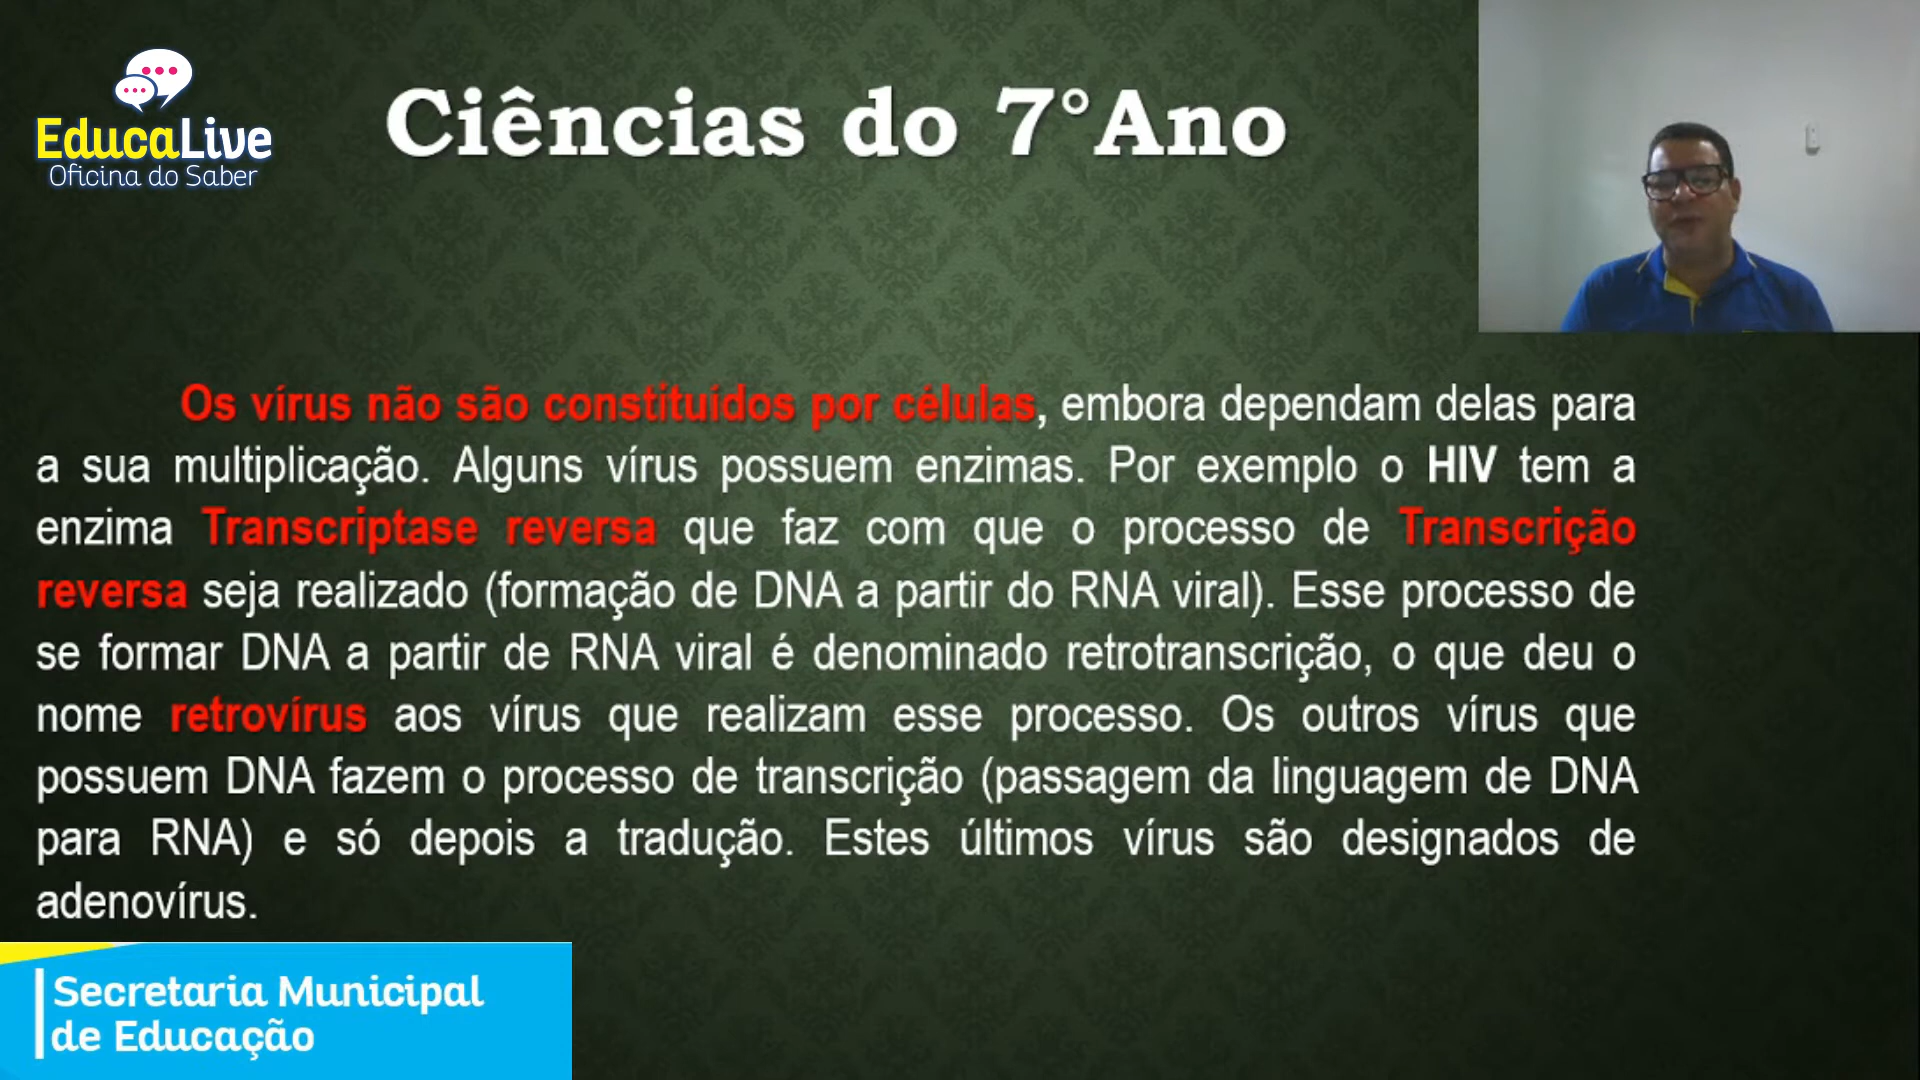 EducaLive
Oficina do Saber
Ciências do 7°Ano
Os vírus não são constituídos por células, embora dependam delas para
a sua multiplicação. Alguns vírus possuem enzimas. Por exemplo o HIV tem a
enzima Transcriptase reversa que faz com que o processo de Transcrição
reversa seja realizado (formação de DNA a partir do RNA viral). Esse processo de
se formar DNA a partir de RNA viral é denominado retrotranscrição, o que deu o
nome retrovírus aos vírus que realizam esse processo. Os outros vírus que
possuem DNA fazem o processo de transcrição (passagem da linguagem de DNA
para RNA) e só depois a tradução. Estes últimos vírus são designados de
adenovírus.
Secretaria Municipal
de Educação